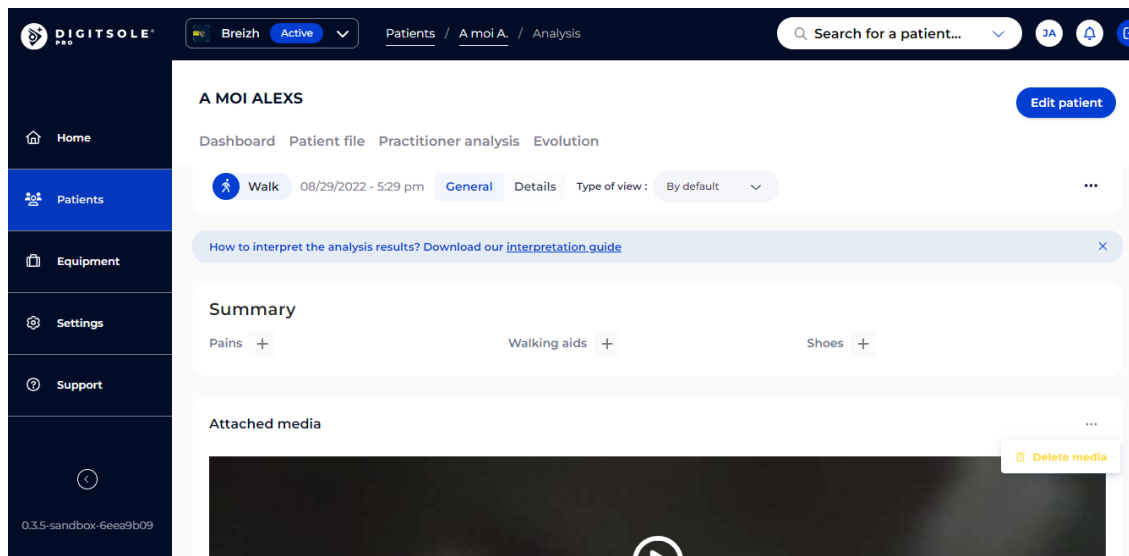 DIGITSOLE
PRO
Breizh Active
Patients / A moi A. / Analysis
Search for a patient...
JA
A MOI ALEXS
Edit patient
Home
Dashboard Patient file Practitioner analysis Evolution
Walk 08/29/2022 - 5:29 pm General Details Type of view : By default
Patients
How to interpret the analysis results? Download our interpretation guide
Equipment
Summary
Settings
Pains + Walking aids + Shoes +
Support
Attached media
Delete media
0.3.5-sandbox-6eea9b09